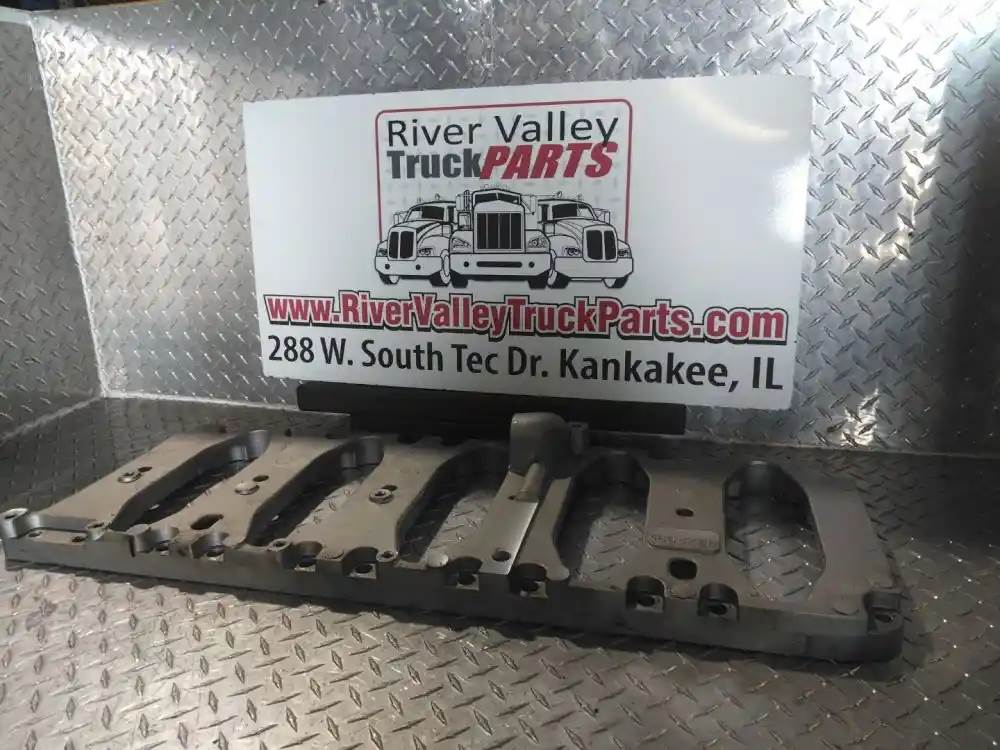 River Valley
TruckPARTS
www.RiverValleyTruckParts.com
288 W. South Tec Dr. Kankakee, IL